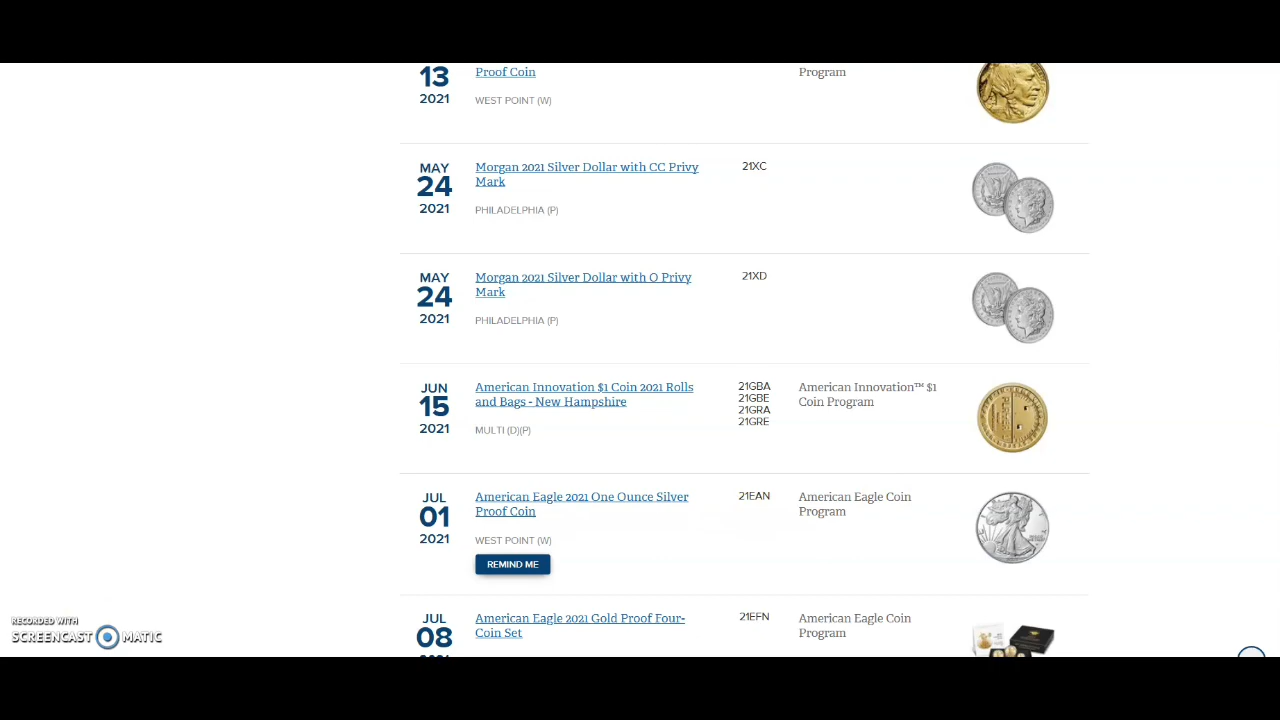 13
2021
Proof Coin
WEST POINT (W)
Program
MAY
24
2021
Morgan 2021 Silver Dollar with CC Privy
Mark
PHILADELPHIA (P)
21XC
MAY
24
2021
Morgan 2021 Silver Dollar with O Privy
Mark
PHILADELPHIA (P)
21XD
JUN
15
2021
American Innovation $1 Coin 2021 Rolls
and Bags - New Hampshire
MULTI (D)(P)
21GBA
21GBE
21GRA
21GRE
American Innovation™ $1
Coin Program
JUL
01
2021
American Eagle 2021 One Ounce Silver
Proof Coin
WEST POINT (W)
REMIND ME
21EAN
American Eagle Coin
Program
JUL
08
American Eagle 2021 Gold Proof Four-
Coin Set
21EFN
American Eagle Coin
Program
RECORDED WITH
SCREENCAST MATIC